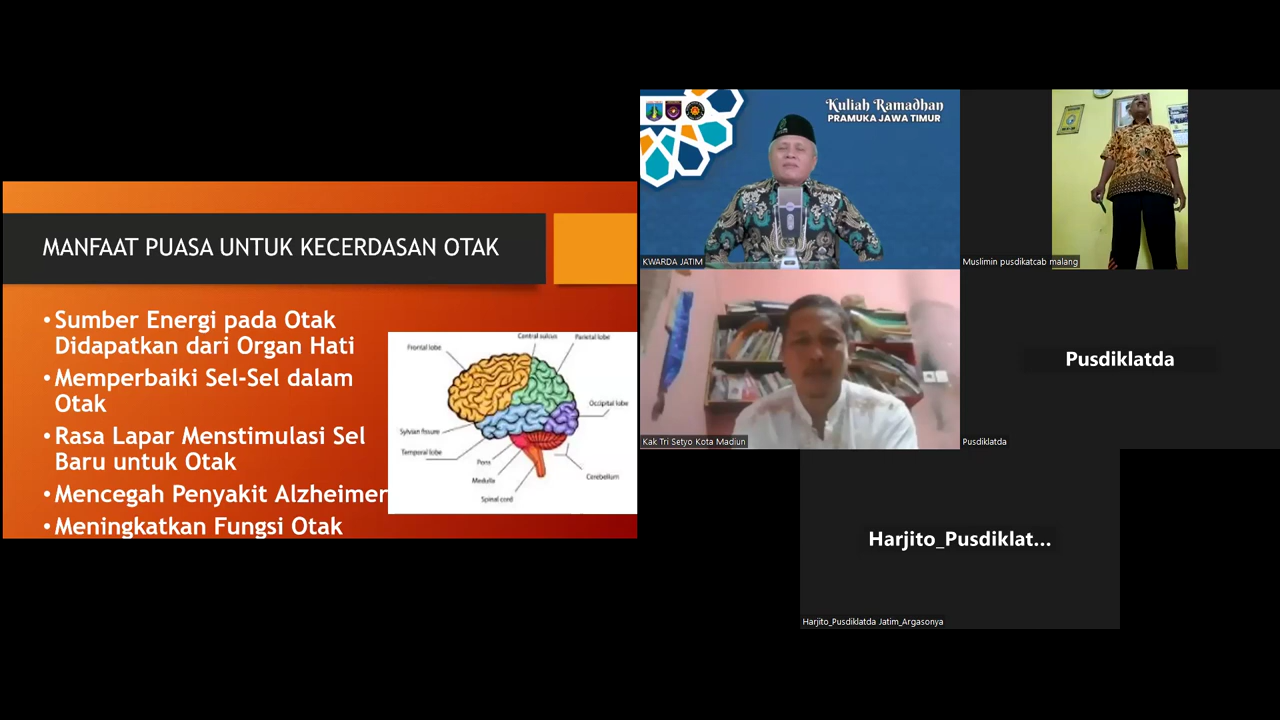 MANFAAT PUASA UNTUK KECERDASAN OTAK
• Sumber Energi pada Otak
Didapatkan dari Organ Hati
• Memperbaiki Sel-Sel dalam
Otak
• Rasa Lapar Menstimulasi Sel
Baru untuk Otak
• Mencegah Penyakit Alzheimer
• Meningkatkan Fungsi Otak
Central sulcus
Parietal lobe
Frontal lobe
Occipital lobe
Sylvian fissure
Temporal lobe
Pons
Medulla
Cerebellum
Spinal cord
Kuliah Ramadhan
PRAMUKA JAWA TIMUR
KWARDA JATIM
Muslimin pusdikatcab malang
Kak Tri Setyo Kota Madiun
Pusdiklatda
Pusdiklatda
Harjito_Pusdiklat...
Harjito_Pusdiklatda Jatim_Argasonya